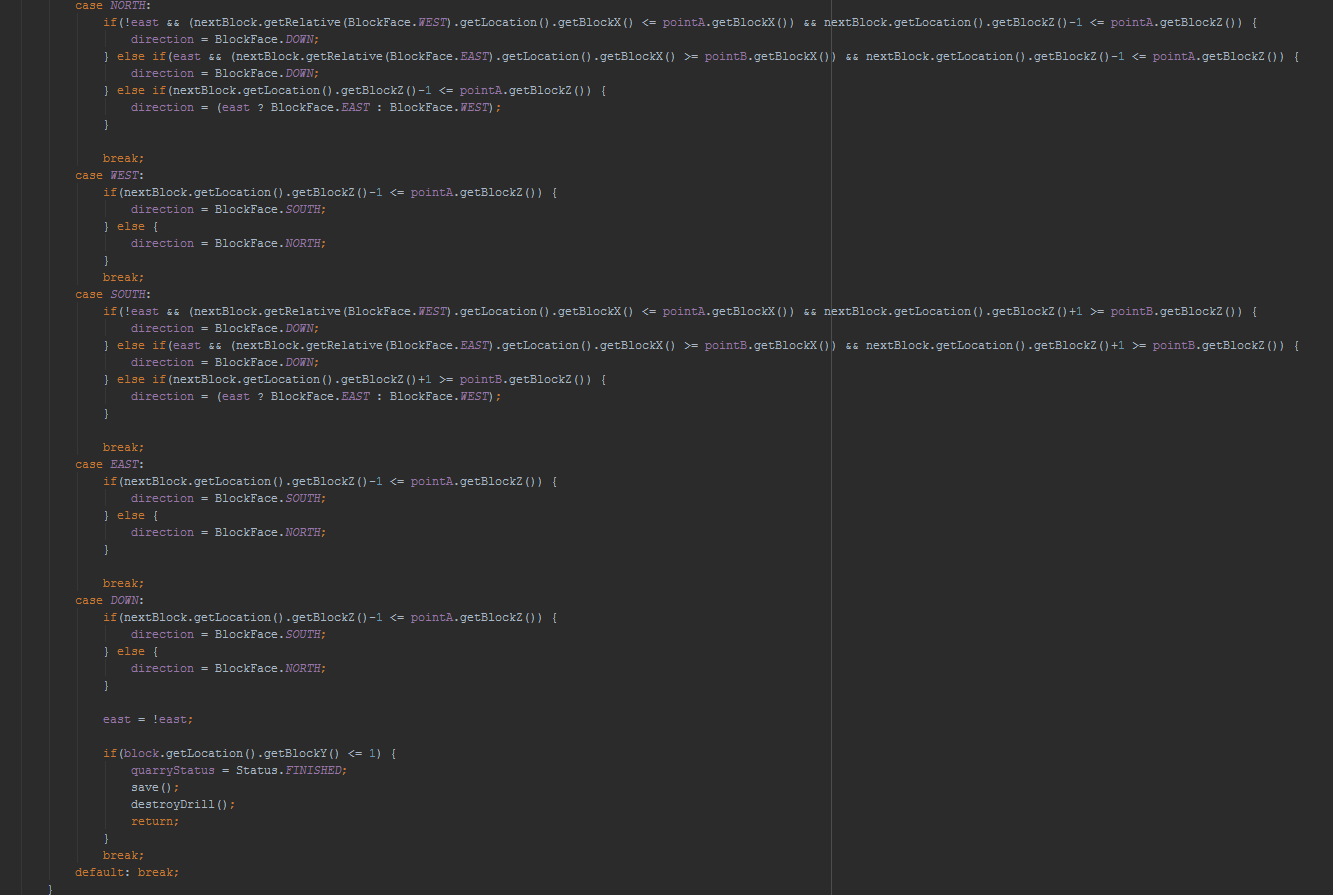 case NORTH:
if(!east && (nextBlock.getRelative(BlockFace.WEST).getLocation().getBlockX() <= pointA.getBlockX()) && nextBlock.getLocation().getBlockZ()-1 <= pointA.getBlockZ()) {
direction = BlockFace.DOWN;
} else if(east && (nextBlock.getRelative(BlockFace.EAST).getLocation().getBlockX() >= pointB.getBlockX()) && nextBlock.getLocation().getBlockZ()-1 <= pointA.getBlockZ()) {
direction = BlockFace.DOWN;
} else if(nextBlock.getLocation().getBlockZ()-1 <= pointA.getBlockZ()) {
direction = (east ? BlockFace.EAST : BlockFace.WEST);
}
break;
case WEST:
if(nextBlock.getLocation().getBlockZ()-1 <= pointA.getBlockZ()) {
direction = BlockFace.SOUTH;
} else {
direction = BlockFace.NORTH;
}
break;
case SOUTH:
if(!east && (nextBlock.getRelative(BlockFace.WEST).getLocation().getBlockX() <= pointA.getBlockX()) && nextBlock.getLocation().getBlockZ()+1 >= pointB.getBlockZ()) {
direction = BlockFace.DOWN;
} else if(east && (nextBlock.getRelative(BlockFace.EAST).getLocation().getBlockX() >= pointB.getBlockX()) && nextBlock.getLocation().getBlockZ()+1 >= pointB.getBlockZ()) {
direction = BlockFace.DOWN;
} else if(nextBlock.getLocation().getBlockZ()+1 >= pointB.getBlockZ()) {
direction = (east ? BlockFace.EAST : BlockFace.WEST);
}
break;
case EAST:
if(nextBlock.getLocation().getBlockZ()-1 <= pointA.getBlockZ()) {
direction = BlockFace.SOUTH;
} else {
direction = BlockFace.NORTH;
}
break;
case DOWN:
if(nextBlock.getLocation().getBlockZ()-1 <= pointA.getBlockZ()) {
direction = BlockFace.SOUTH;
} else {
direction = BlockFace.NORTH;
}
east = !east;
if(block.getLocation().getBlockY() <= 1) {
quarryStatus = Status.FINISHED;
save();
destroyDrill();
return;
}
break;
default: break;
}